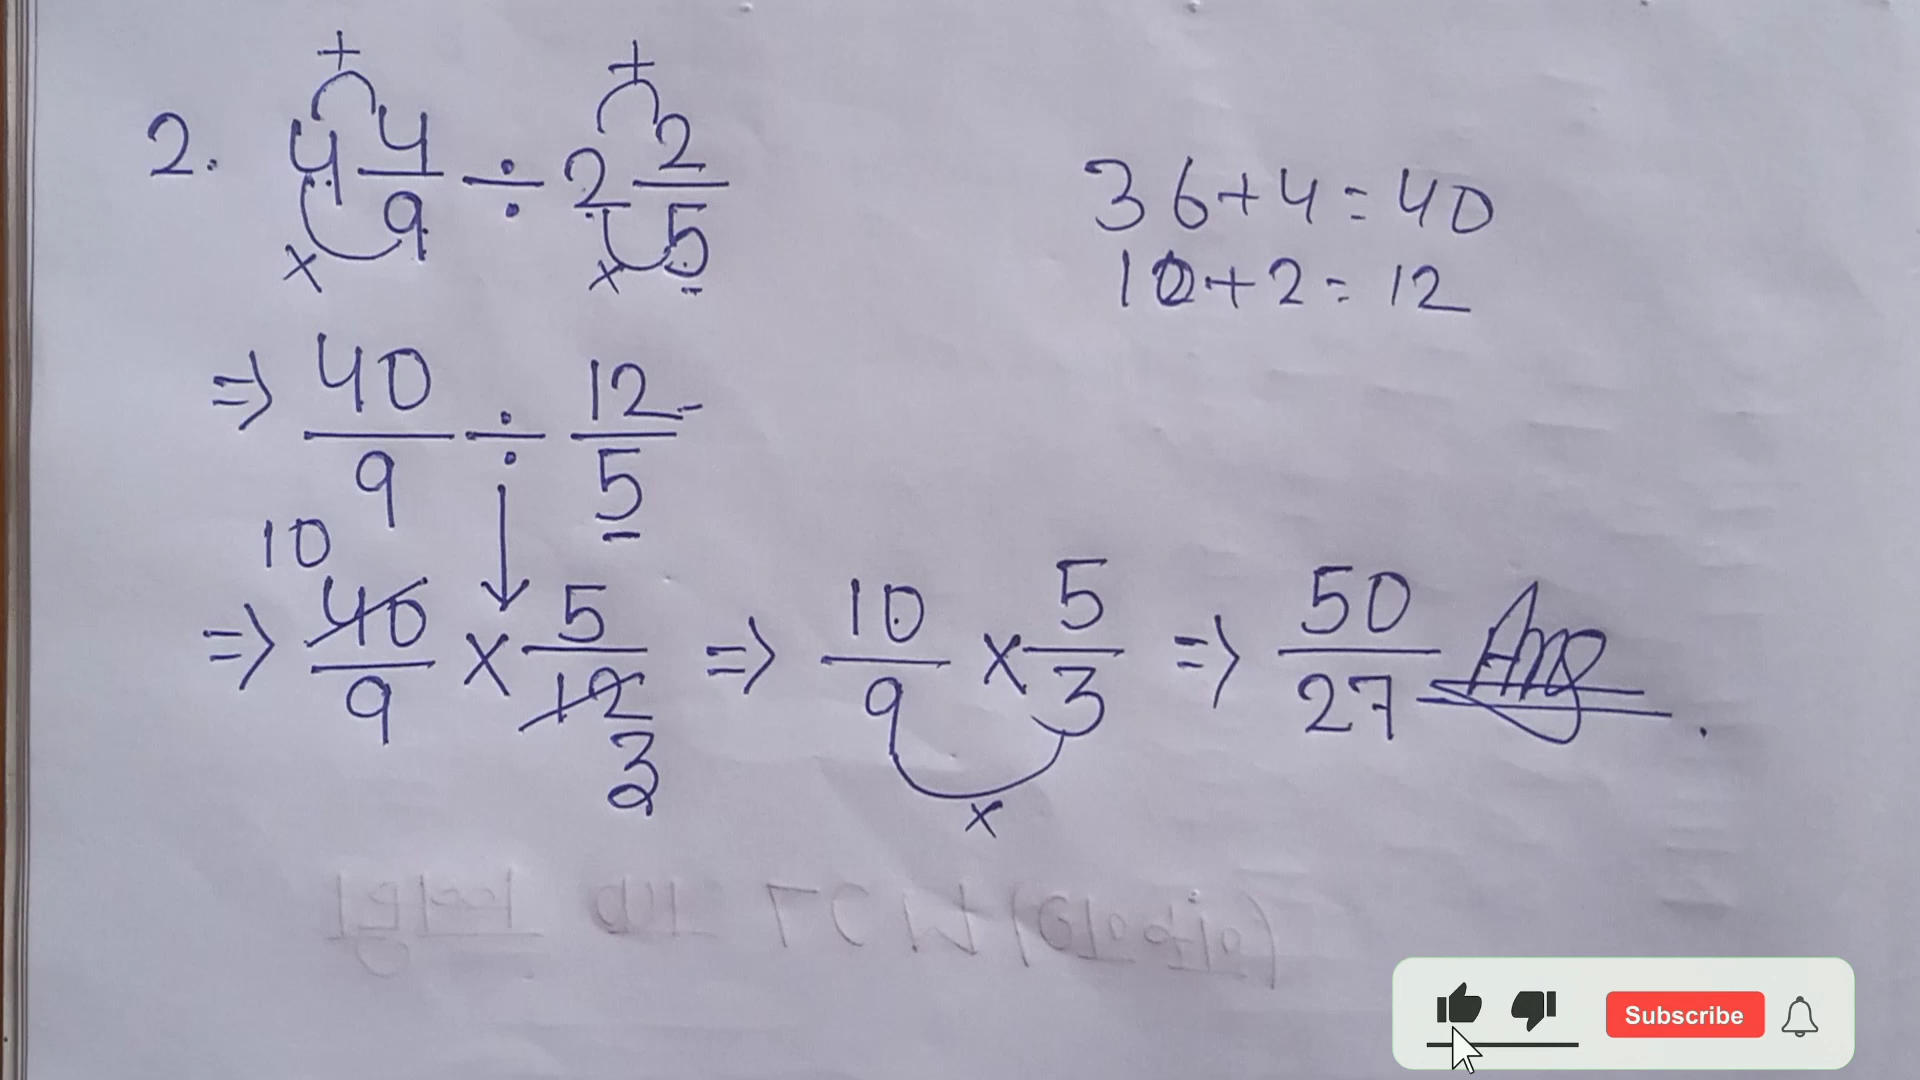 2. 4 4/9 ÷ 2 2/5
36+4=40
10+2=12
=> 40/9 ÷ 12/5
=> 40/9 × 5/12 => 10/9 × 5/3 => 50/27 Ans.
10
3
+
+
×
×
×
Subscribe